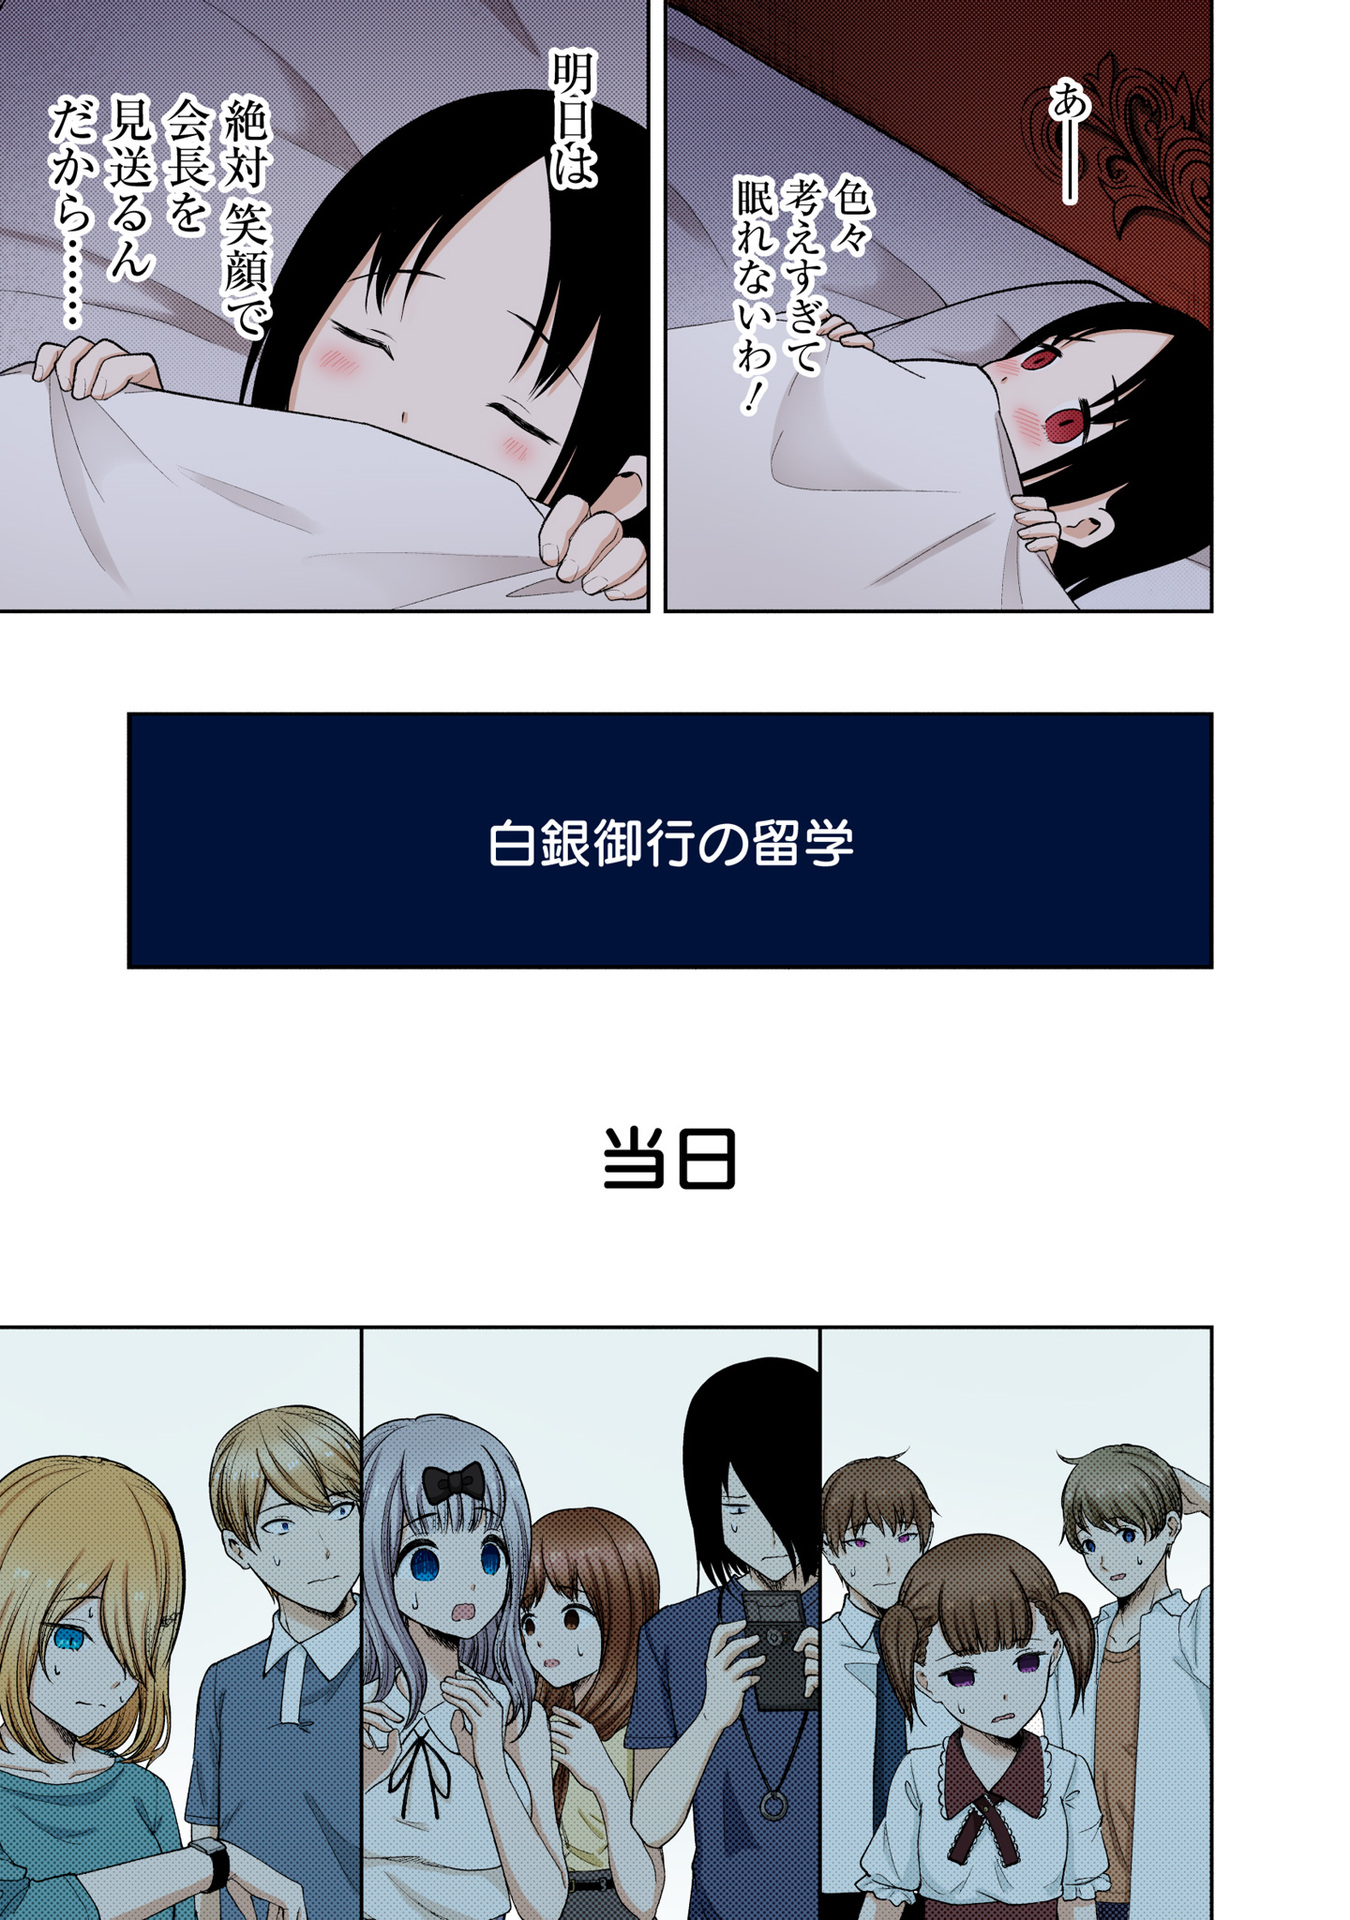 あ──
色々
考えすぎて
眠れないわ！
明日は
絶対 笑顔で
会長を
見送るん
だから……
白銀御行の留学
当日